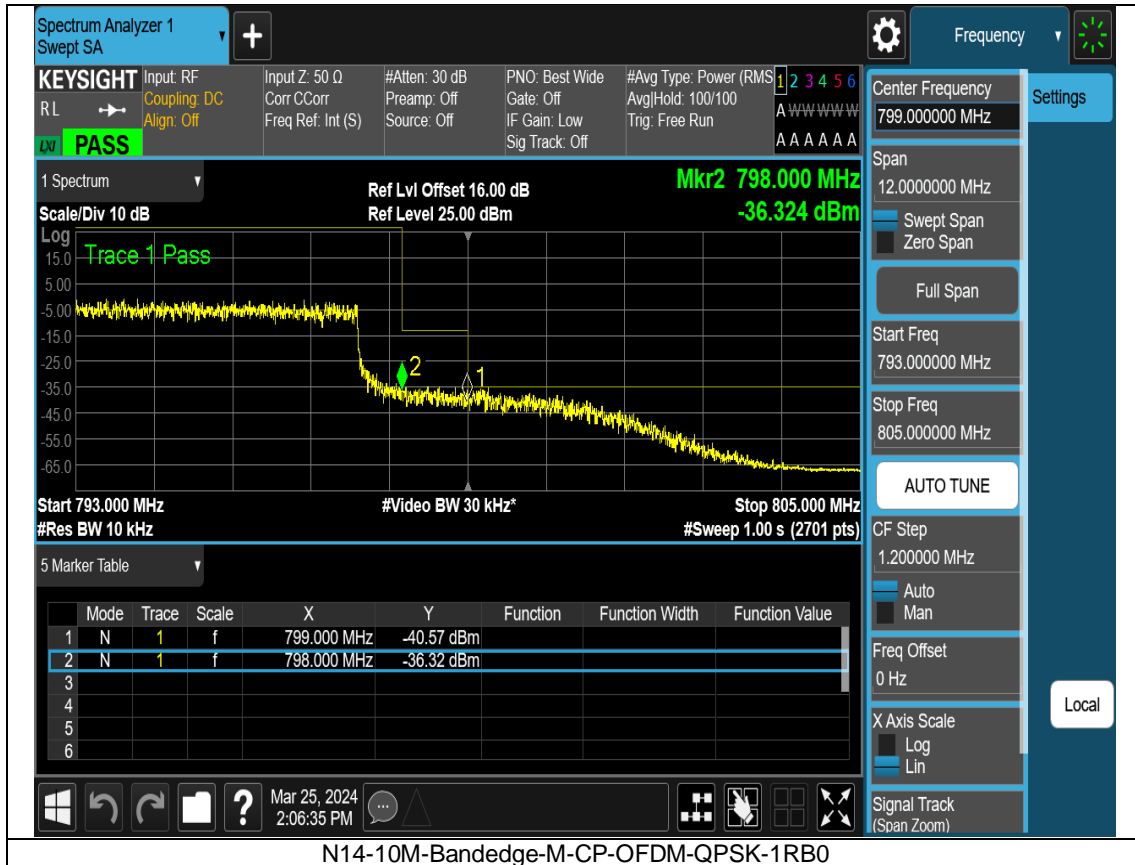 Spectrum Analyzer 1
Swept SA
+
Frequency
KEYSIGHT
RL
LXI
PASS
Input: RF
Coupling: DC
Align: Off
Input Z: 50 Ω
Corr CCorr
Freq Ref: Int (S)
#Atten: 30 dB
Preamp: Off
Source: Off
PNO: Best Wide
Gate: Off
IF Gain: Low
Sig Track: Off
#Avg Type: Power (RMS
Avg|Hold: 100/100
Trig: Free Run
1 2 3 4 5 6
A W W W W W
A A A A A A
Center Frequency
799.000000 MHz
Settings
1 Spectrum
Scale/Div 10 dB
Ref Lvl Offset 16.00 dB
Ref Level 25.00 dBm
Mkr2 798.000 MHz
-36.324 dBm
Log
Trace 1 Pass
15.0
5.00
-5.00
-15.0
-25.0
-35.0
-45.0
-55.0
-65.0
2
1
Start 793.000 MHz
#Video BW 30 kHz*
Stop 805.000 MHz
#Res BW 10 kHz
#Sweep 1.00 s (2701 pts)
Span
12.0000000 MHz
Swept Span
Zero Span
Full Span
Start Freq
793.000000 MHz
Stop Freq
805.000000 MHz
AUTO TUNE
CF Step
1.200000 MHz
Auto
Man
Freq Offset
0 Hz
X Axis Scale
Log
Lin
Signal Track
(Span Zoom)
Local
5 Marker Table
Mode Trace Scale X Y Function Function Width Function Value
1 N 1 f 799.000 MHz -40.57 dBm
2 N 1 f 798.000 MHz -36.32 dBm
3
4
5
6
?
Mar 25, 2024
2:06:35 PM
N14-10M-Bandedge-M-CP-OFDM-QPSK-1RB0